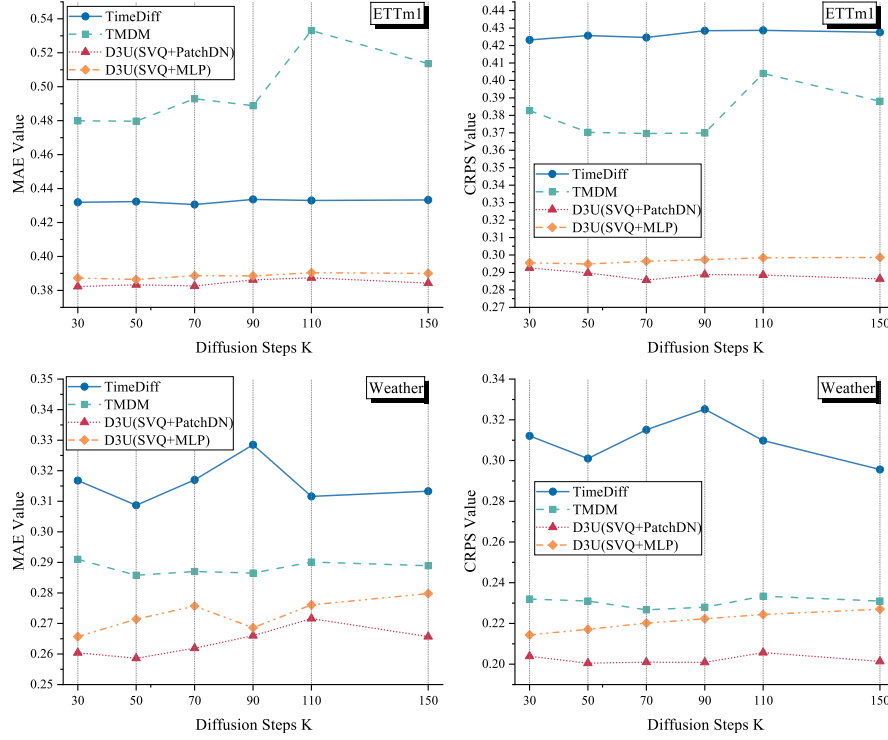 ETTm1
TimeDiff
TMDM
D3U(SVQ+PatchDN)
D3U(SVQ+MLP)
MAE Value
0.54
0.52
0.50
0.48
0.46
0.44
0.42
0.40
0.38
30 50 70 90 110 150
Diffusion Steps K
ETTm1
TimeDiff
TMDM
D3U(SVQ+PatchDN)
D3U(SVQ+MLP)
CRPS Value
0.43
0.42
0.41
0.40
0.39
0.38
0.37
0.36
0.35
0.34
0.33
0.32
0.31
0.30
0.29
0.28
0.27
30 50 70 90 110 150
Diffusion Steps K
Weather
TimeDiff
TMDM
D3U(SVQ+PatchDN)
D3U(SVQ+MLP)
MAE Value
0.35
0.34
0.33
0.32
0.31
0.30
0.29
0.28
0.27
0.26
0.25
30 50 70 90 110 150
Diffusion Steps K
Weather
TimeDiff
TMDM
D3U(SVQ+PatchDN)
D3U(SVQ+MLP)
CRPS Value
0.34
0.32
0.30
0.28
0.26
0.24
0.22
0.20
30 50 70 90 110 150
Diffusion Steps K